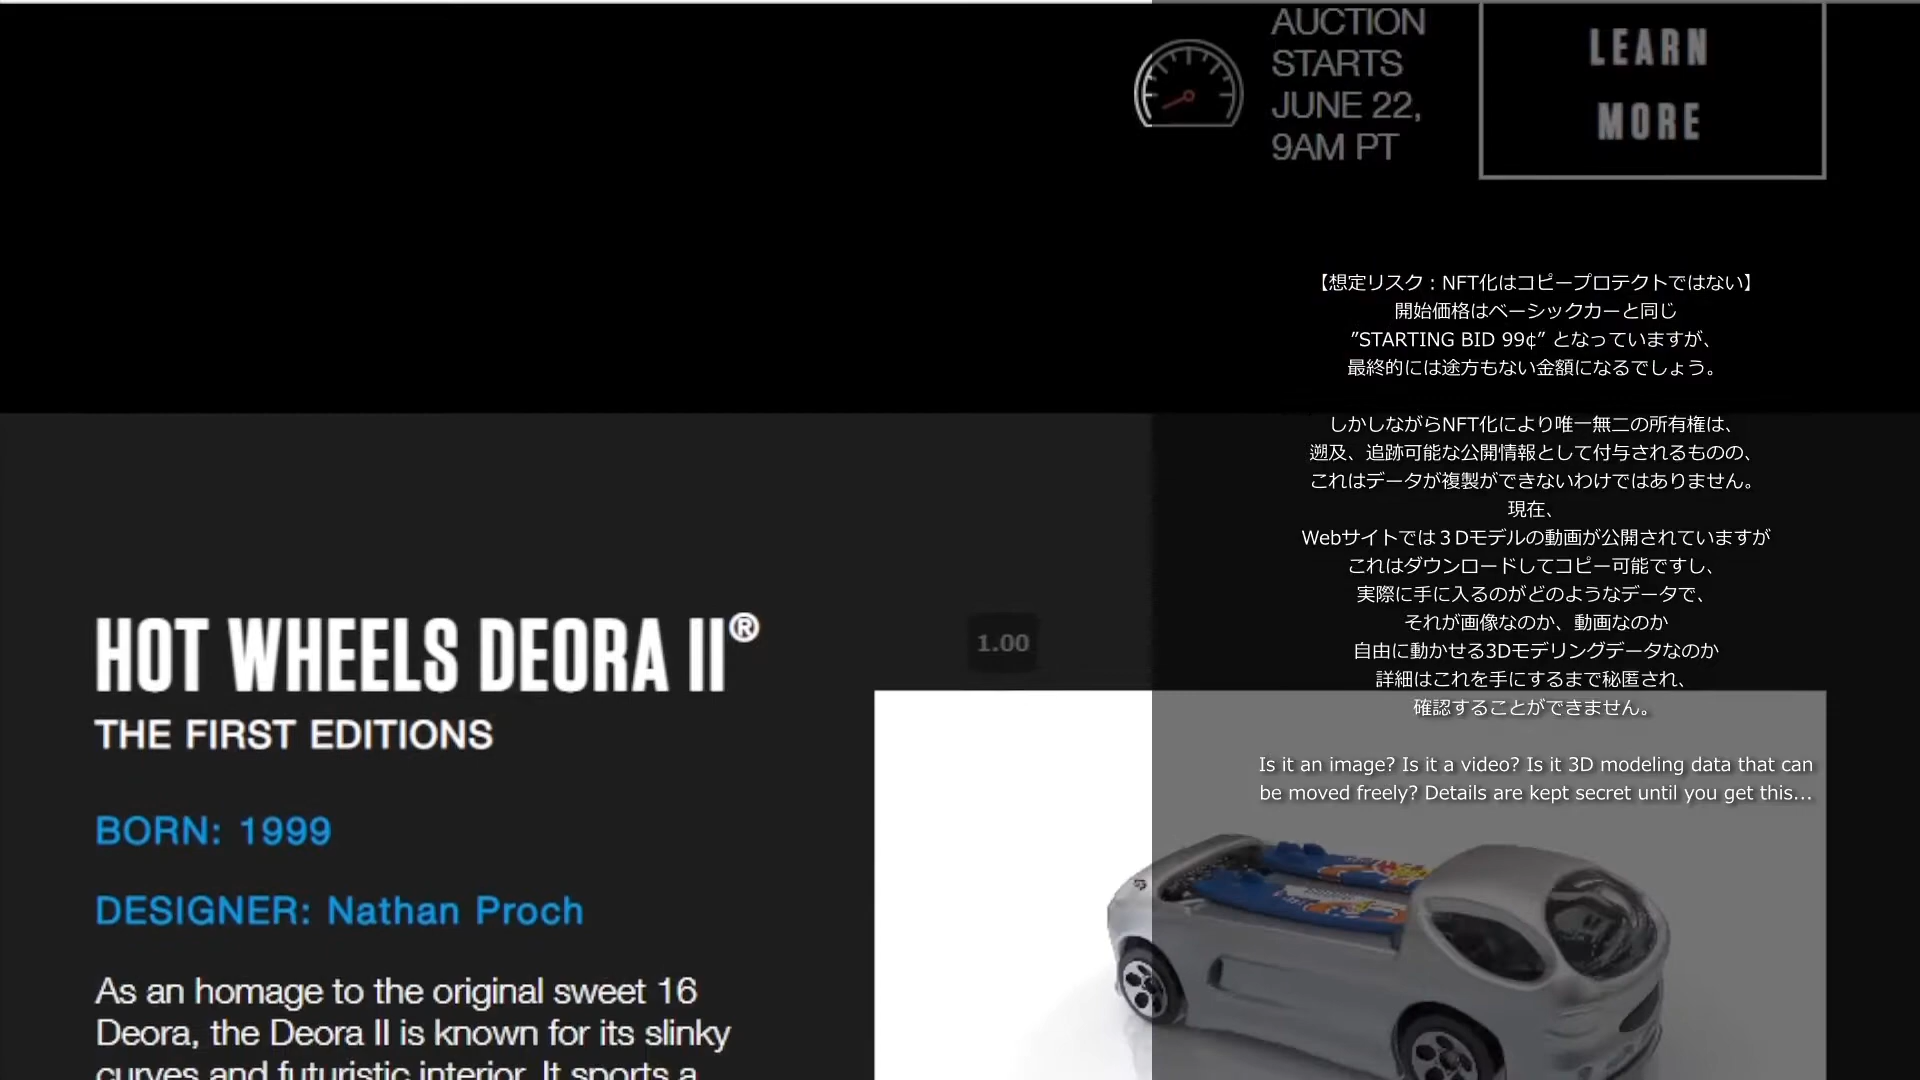 AUCTION
STARTS
JUNE 22,
9AM PT
LEARN
MORE
【想定リスク：NFT化はコピープロテクトではない】
開始価格はベーシックカーと同じ
”STARTING BID 99¢” となっていますが、
最終的には途方もない金額になるでしょう。
しかしながらNFT化により唯一無二の所有権は、
遡及、追跡可能な公開情報として付与されるものの、
これはデータが複製ができないわけではありません。
現在、
Webサイトでは３Dモデルの動画が公開されていますが
これはダウンロードしてコピー可能ですし、
実際に手に入るのがどのようなデータで、
それが画像なのか、動画なのか
自由に動かせる3Dモデリングデータなのか
詳細はこれを手にするまで秘匿され、
確認することができません。
Is it an image? Is it a video? Is it 3D modeling data that can
be moved freely? Details are kept secret until you get this...
HOT WHEELS DEORA II®
THE FIRST EDITIONS
1.00
BORN: 1999
DESIGNER: Nathan Proch
As an homage to the original sweet 16
Deora, the Deora II is known for its slinky
curves and futuristic interior. It sports a